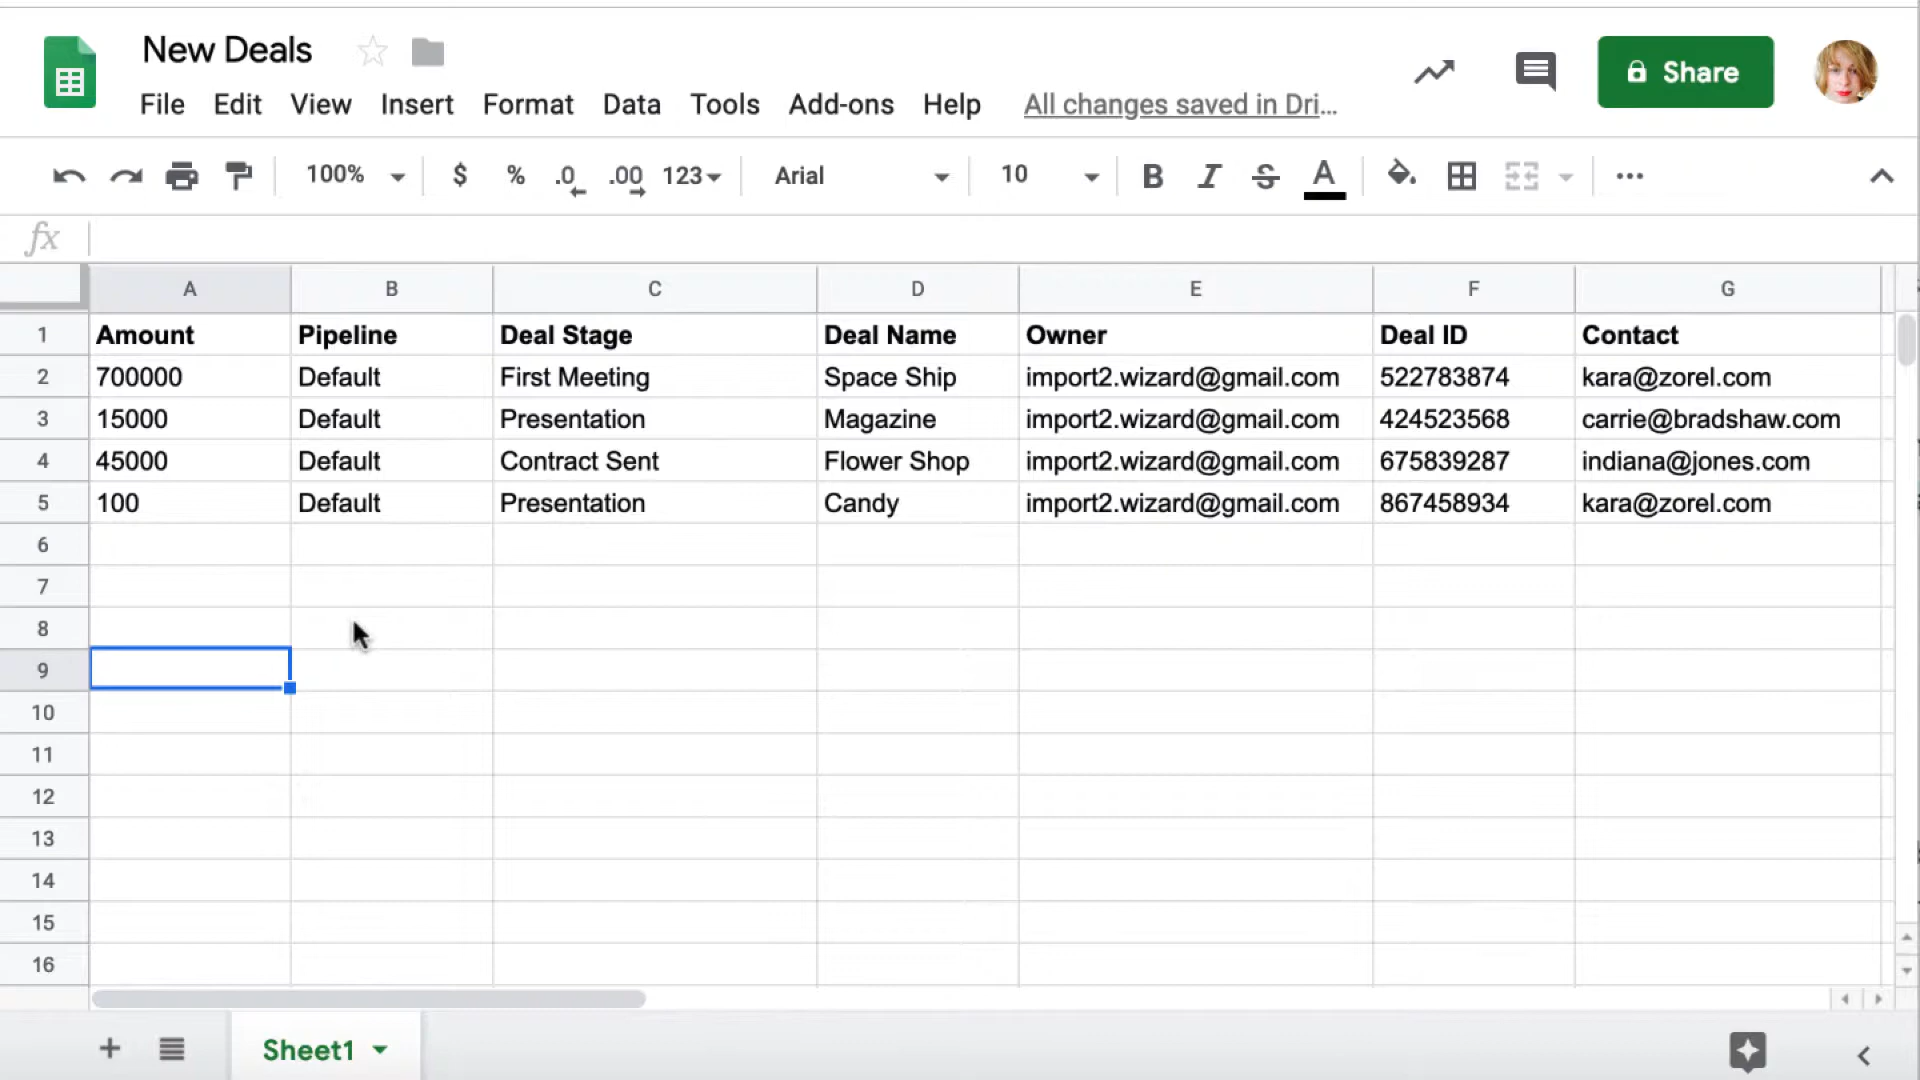 New Deals
File Edit View Insert Format Data Tools Add-ons Help All changes saved in Dri...
Share
100% $ % .0 .00 123 Arial 10 B I S A ...
fx
A B C D E F G
1 Amount Pipeline Deal Stage Deal Name Owner Deal ID Contact
2 700000 Default First Meeting Space Ship import2.wizard@gmail.com 522783874 kara@zorel.com
3 15000 Default Presentation Magazine import2.wizard@gmail.com 424523568 carrie@bradshaw.com
4 45000 Default Contract Sent Flower Shop import2.wizard@gmail.com 675839287 indiana@jones.com
5 100 Default Presentation Candy import2.wizard@gmail.com 867458934 kara@zorel.com
6
7
8
9
10
11
12
13
14
15
16
Sheet1